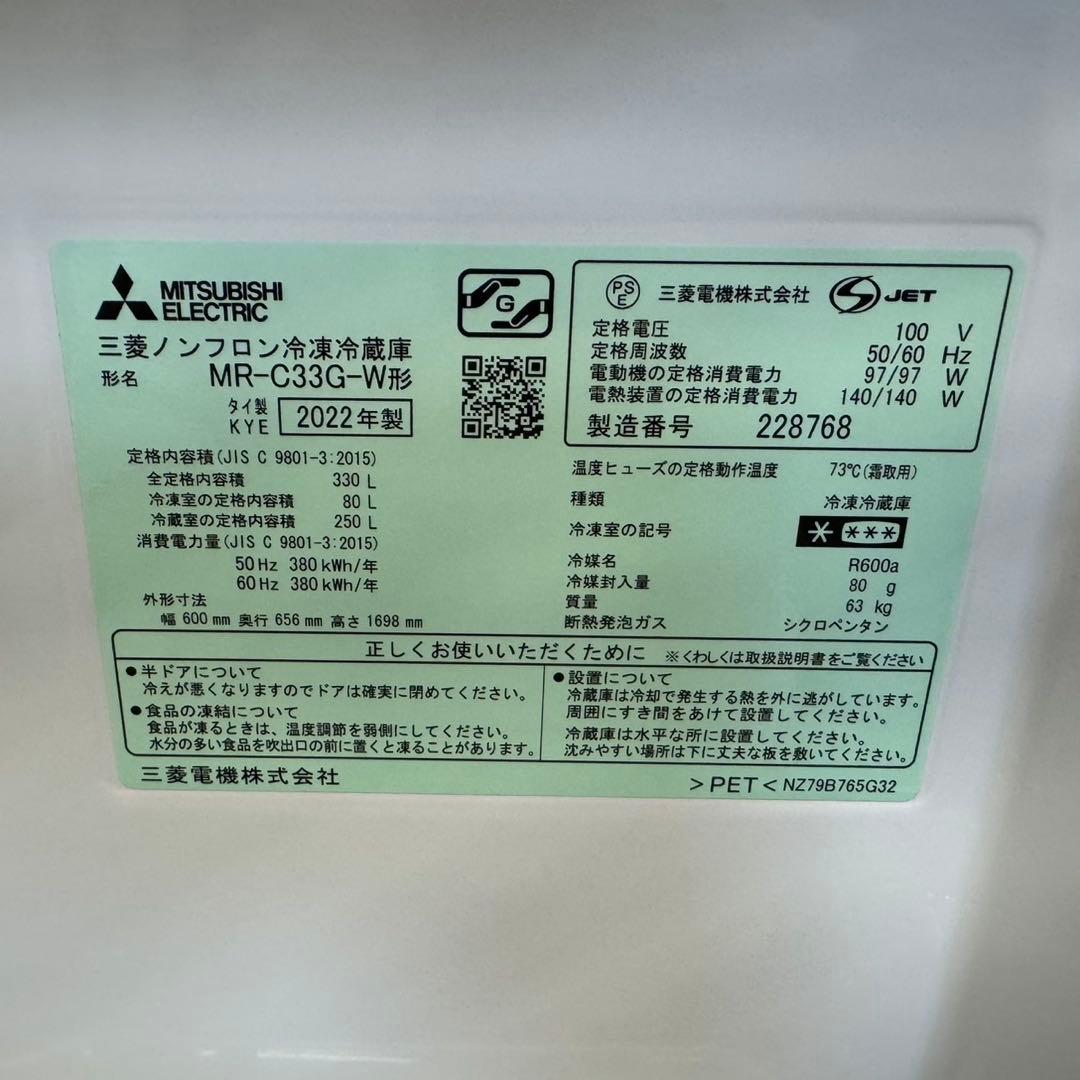 MITSUBISHI
ELECTRIC
三菱ノンフロン冷凍冷蔵庫
形名 MR-C33G-W形
タイ製
KYE
2022年製
G
定格内容積(JIS C 9801-3:2015)
全定格内容積 330 L
冷凍室の定格内容積 80 L
冷蔵室の定格内容積 250 L
消費電力量(JIS C 9801-3:2015)
50 Hz 380 kWh/年
60 Hz 380 kWh/年
外形寸法
幅 600 mm 奥行 656 mm 高さ 1698 mm
PS
E
三菱電機株式会社 JET
定格電圧 100 V
定格周波数 50/60 Hz
電動機の定格消費電力 97/97 W
電熱装置の定格消費電力 140/140 W
製造番号 228768
温度ヒューズの定格動作温度 73℃(霜取用)
種類 冷凍冷蔵庫
冷凍室の記号 * ***
冷媒名 R600a
冷媒封入量 80 g
質量 63 kg
断熱発泡ガス シクロペンタン
正しくお使いいただくために ※くわしくは取扱説明書をご覧ください
●半ドアについて
冷えが悪くなりますのでドアは確実に閉めてください。
●食品の凍結について
食品が凍るときは、温度調節を弱側にしてください。
水分の多い食品を吹出口の前に置くと凍ることがあります。
●設置について
冷蔵庫は冷却で発生する熱を外に逃がしています。
周囲にすき間をあけて設置してください。
冷蔵庫は水平な所に設置してください。
沈みやすい場所は下に丈夫な板を敷いてください。
三菱電機株式会社
>PET< NZ79B765G32